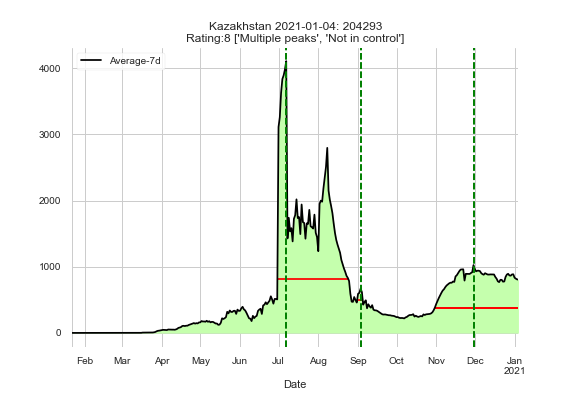 Kazakhstan 2021-01-04: 204293
Rating:8 ['Multiple peaks', 'Not in control']
Average-7d
4000
3000
2000
1000
0
Feb Mar Apr May Jun Jul Aug Sep Oct Nov Dec Jan
2021
Date